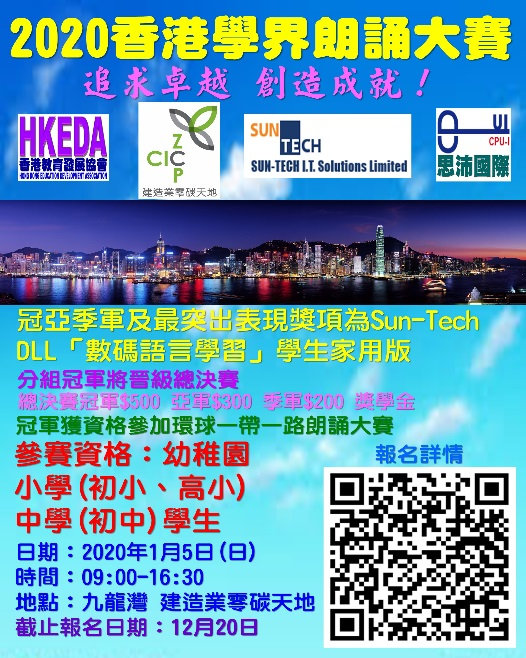 2020香港學界朗誦大賽
追求卓越 創造成就！
HKEDA
香港教育發展協會
HONG KONG EDUCATION DEVELOPMENT ASSOCIATION
CIC ZCP
建造業零碳天地
SUN TECH
SUN-TECH I.T. Solutions Limited
UI
CPU-I
思沛國際
冠亞季軍及最突出表現獎項為Sun-Tech
DLL「數碼語言學習」學生家用版
分組冠軍將晉級總決賽
總決賽冠軍$500 亞軍$300 季軍$200 獎學金
冠軍獲資格參加環球一帶一路朗誦大賽
參賽資格：幼稚園
小學(初小、高小)
中學(初中)學生
報名詳情
日期：2020年1月5日(日)
時間：09:00-16:30
地點：九龍灣 建造業零碳天地
截止報名日期：12月20日